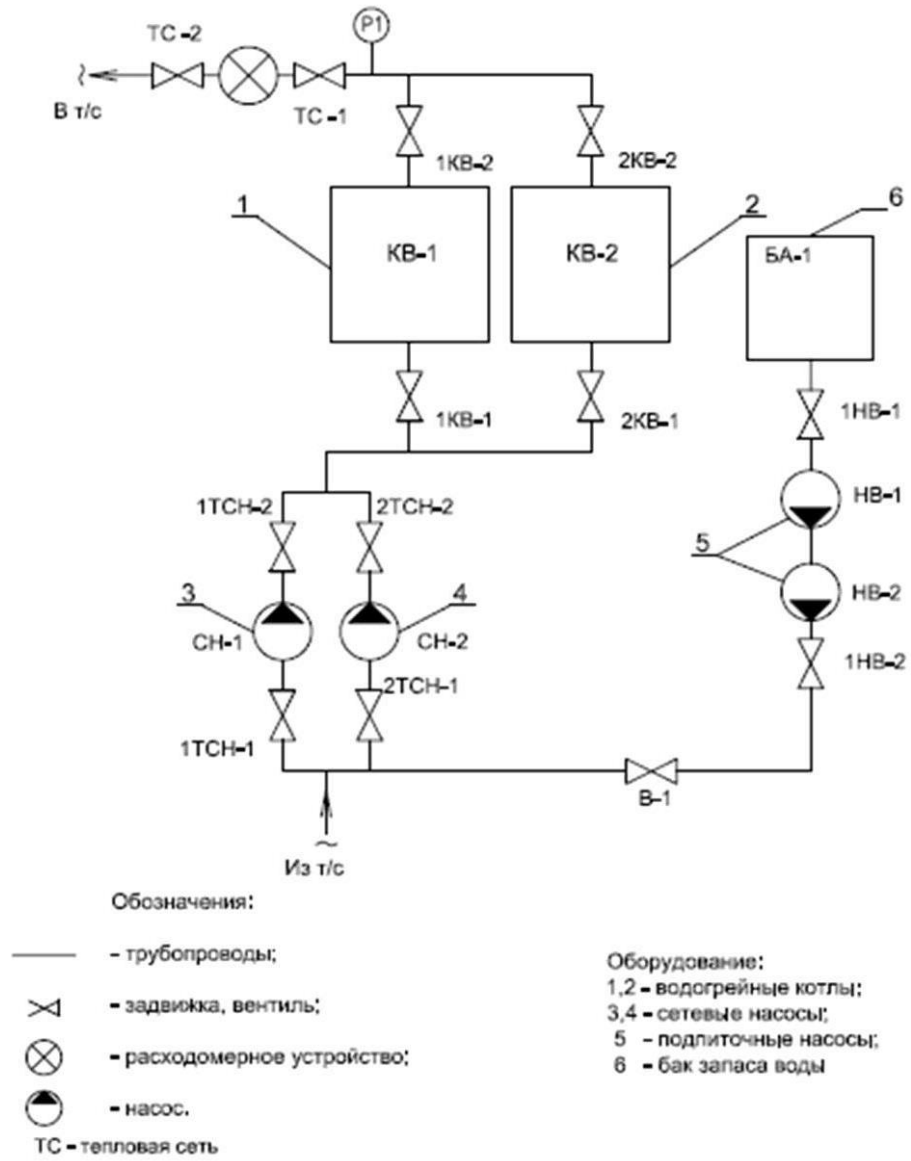 P1
ТС-2
В т/с
ТС-1
1КВ-2
2КВ-2
1
2
6
КВ-1
КВ-2
БА-1
1КВ-1
2КВ-1
1НВ-1
1ТСН-2
2ТСН-2
НВ-1
5
3
4
НВ-2
СН-1
СН-2
1НВ-2
2ТСН-1
1ТСН-1
В-1
Из т/с
Обозначения:
- трубопроводы;
- задвижка, вентиль;
- расходомерное устройство;
- насос.
ТС - тепловая сеть
Оборудование:
1,2 - водогрейные котлы;
3,4 - сетевые насосы;
5 - подпиточные насосы;
6 - бак запаса воды